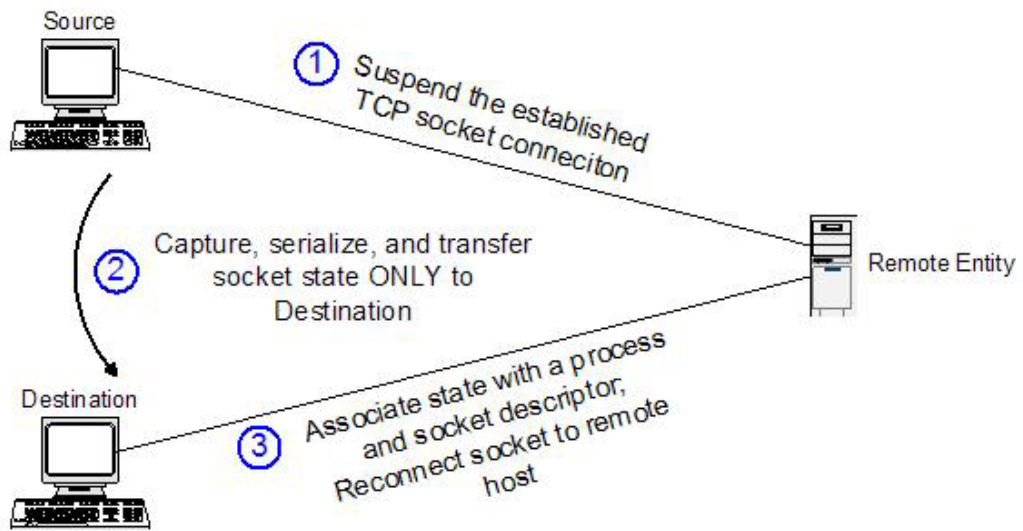 Source
1
Suspend the established
TCP socket conneciton
2
Capture, serialize, and transfer
socket state ONLY to
Destination
Remote Entity
Destination
3
Associate state with a process
and socket descriptor;
Reconnect socket to remote
host